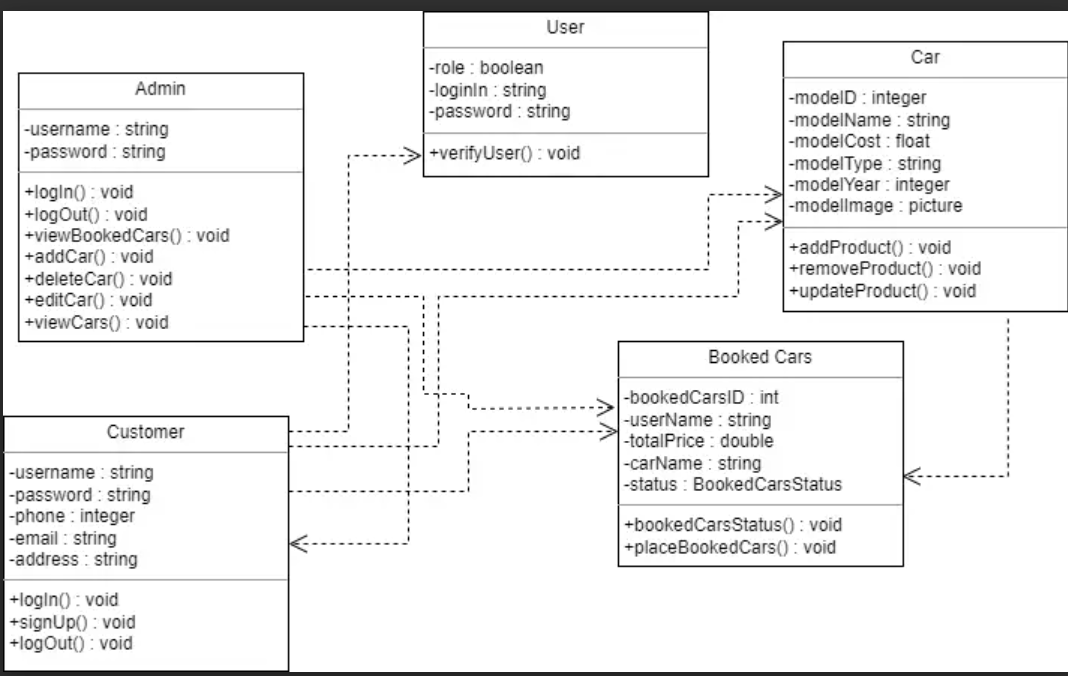 User
-role : boolean
-loginIn : string
-password : string
+verifyUser() : void
Car
-modelD : integer
-modelName : string
-modelCost : float
-modelType : string
-modelYear : integer
-modelImage : picture
+addProduct() : void
+removeProduct() : void
+updateProduct() : void
Admin
-username : string
-password : string
+logIn() : void
+logOut() : void
+viewBookedCars() : void
+addCar() : void
+deleteCar() : void
+editCar() : void
+viewCars() : void
Booked Cars
-bookedCarsID : int
-userName : string
-totalPrice : double
-carName : string
-status : BookedCarsStatus
+bookedCarsStatus() : void
+placeBookedCars() : void
Customer
-username : string
-password : string
-phone : integer
-email : string
-address : string
+logIn() : void
+signUp() : void
+logOut() : void